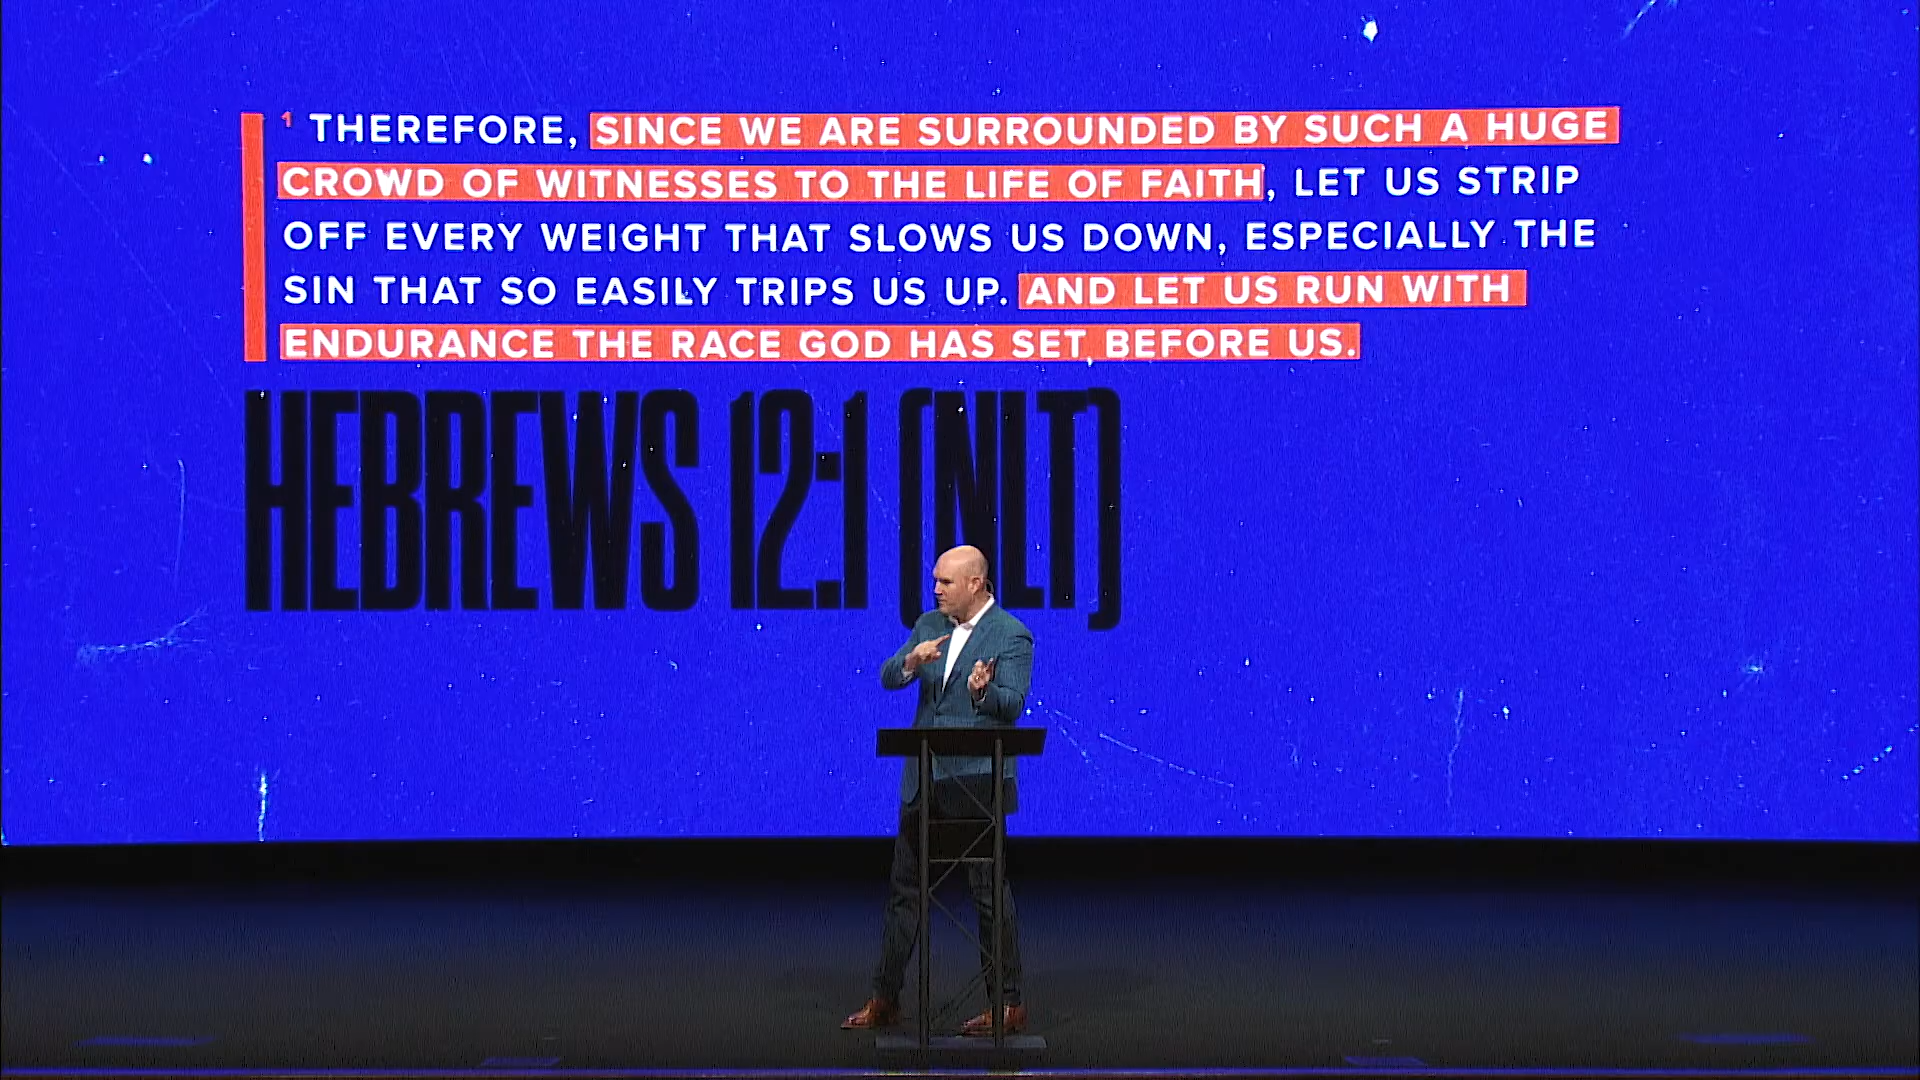 1 THEREFORE, SINCE WE ARE SURROUNDED BY SUCH A HUGE
CROWD OF WITNESSES TO THE LIFE OF FAITH, LET US STRIP
OFF EVERY WEIGHT THAT SLOWS US DOWN, ESPECIALLY THE
SIN THAT SO EASILY TRIPS US UP. AND LET US RUN WITH
ENDURANCE THE RACE GOD HAS SET BEFORE US.
HEBREWS 12:1 (NLT)